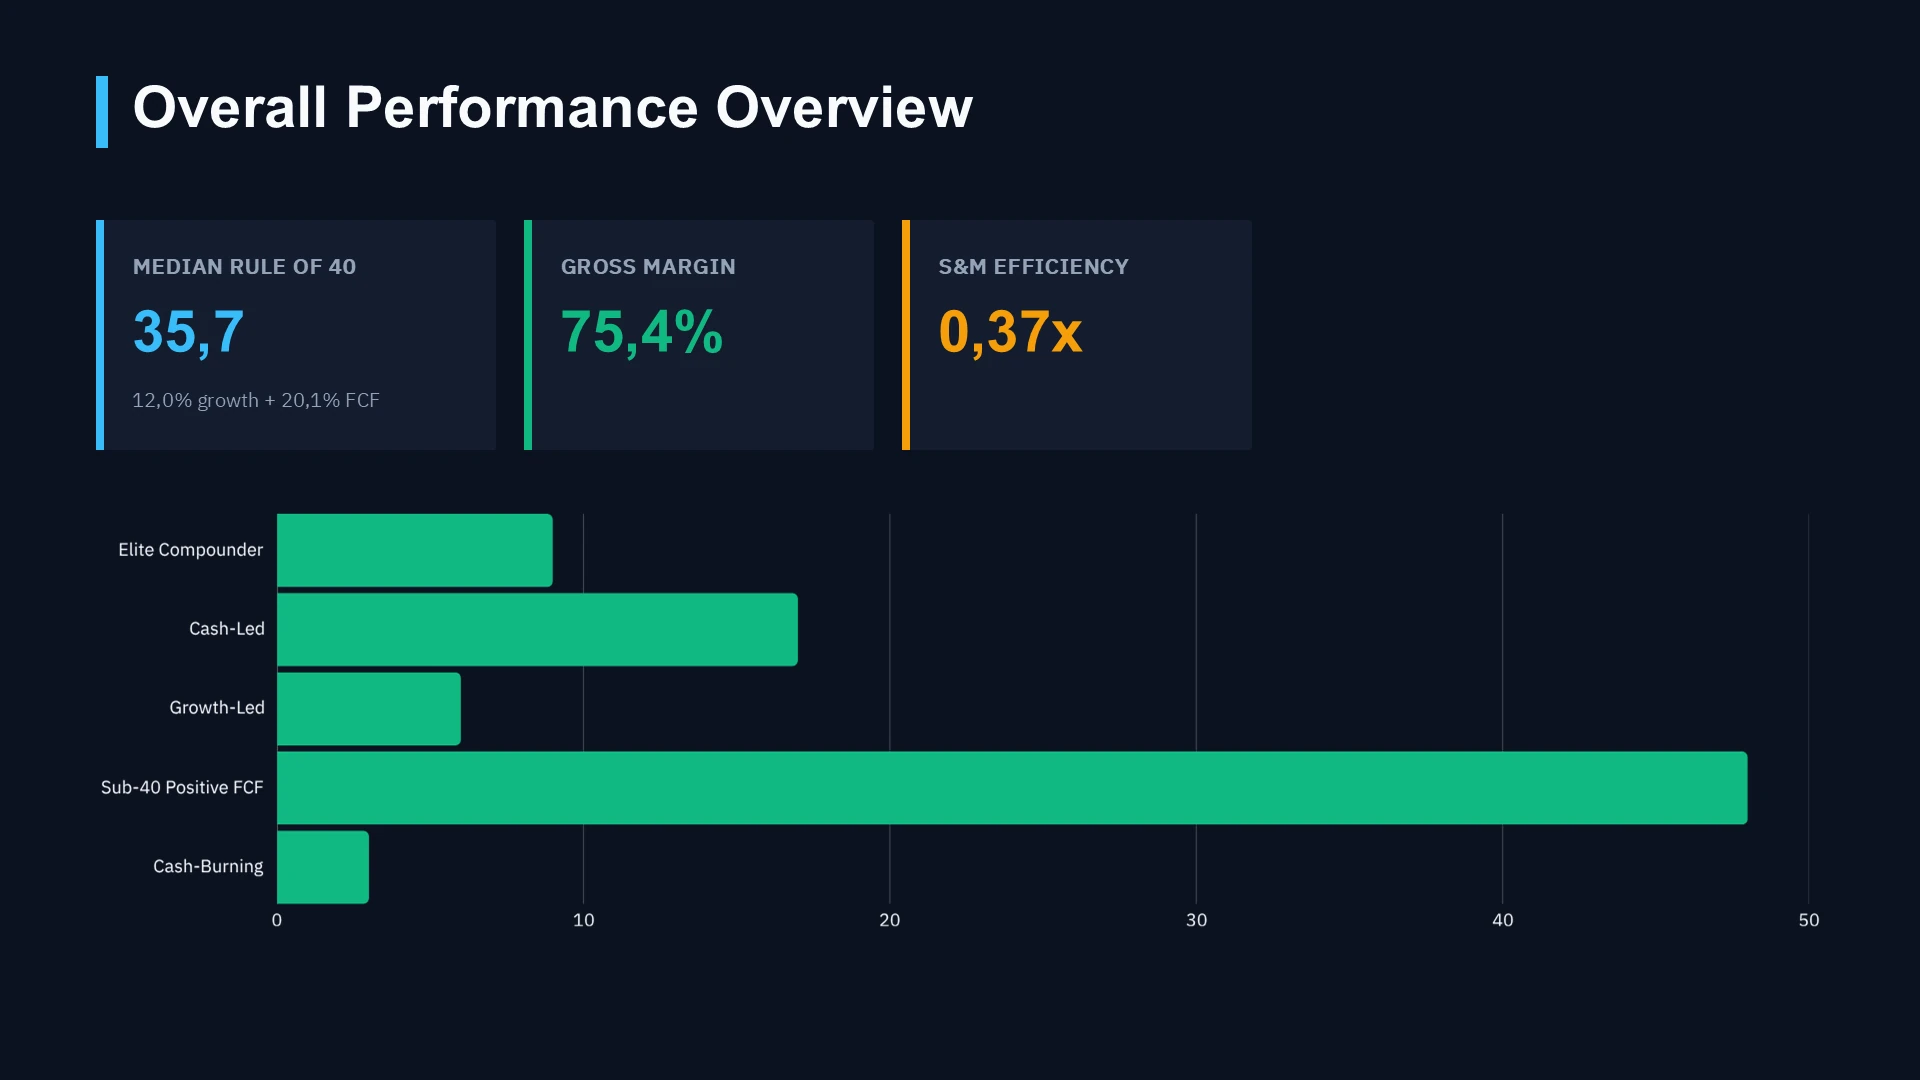 Overall Performance Overview
MEDIAN RULE OF 40
35,7
12,0% growth + 20,1% FCF
GROSS MARGIN
75,4%
S&M EFFICIENCY
0,37x
Elite Compounder
Cash-Led
Growth-Led
Sub-40 Positive FCF
Cash-Burning
0 10 20 30 40 50